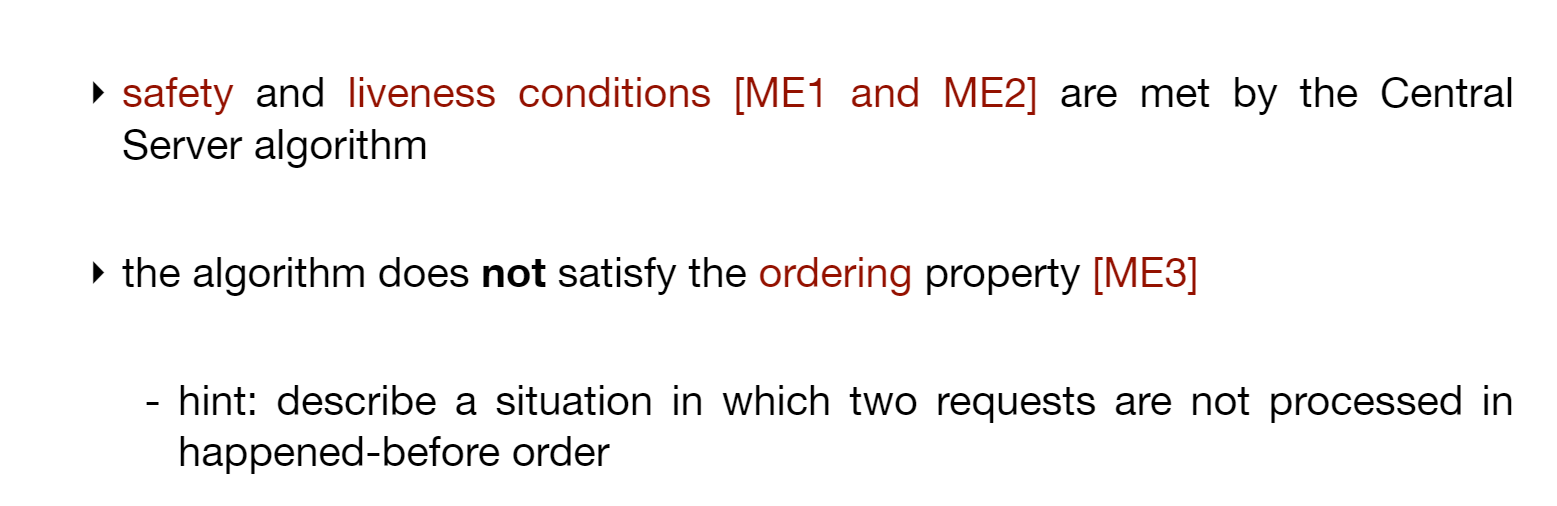 ‣ safety and liveness conditions [ME1 and ME2] are met by the Central
Server algorithm
‣ the algorithm does not satisfy the ordering property [ME3]
- hint: describe a situation in which two requests are not processed in
happened-before order